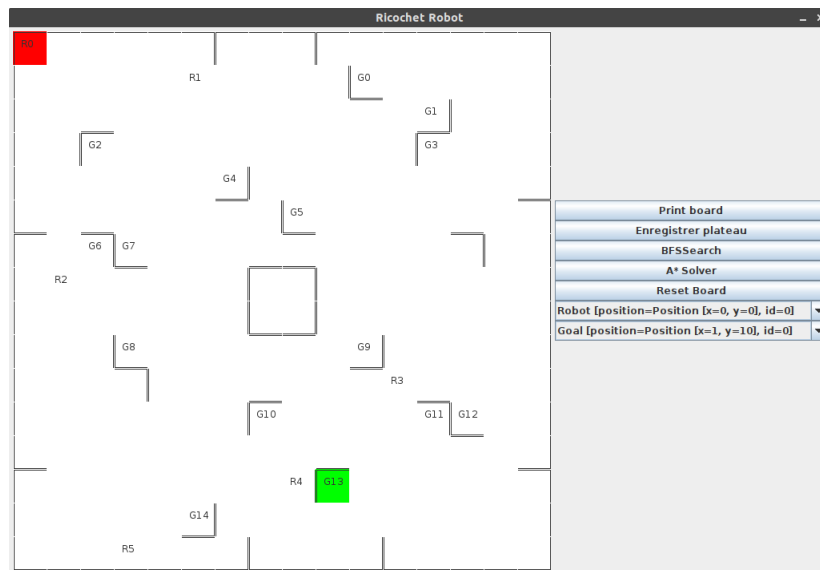 Ricochet Robot
R0
R1
G0
G1
G2
G3
G4
G5
G6
G7
R2
G8
G9
R3
G10
G11
G12
R4
G13
G14
R5
Print board
Enregistrer plateau
BFSSearch
A* Solver
Reset Board
Robot [position=Position [x=0, y=0], id=0]
Goal [position=Position [x=1, y=10], id=0]